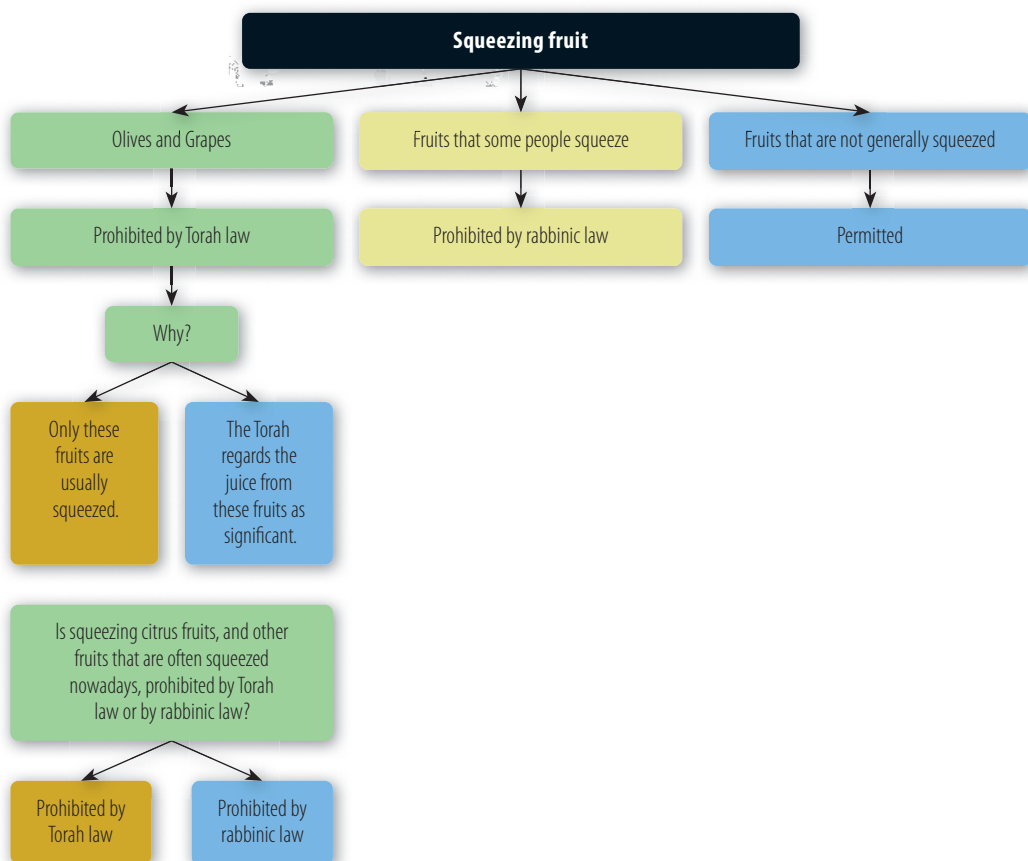 Squeezing fruit
Olives and Grapes
Fruits that some people squeeze
Fruits that are not generally squeezed
Prohibited by Torah law
Prohibited by rabbinic law
Permitted
Why?
Only these
fruits are
usually
squeezed.
The Torah
regards the
juice from
these fruits as
significant.
Is squeezing citrus fruits, and other
fruits that are often squeezed
nowadays, prohibited by Torah
law or by rabbinic law?
Prohibited by
Torah law
Prohibited by
rabbinic law